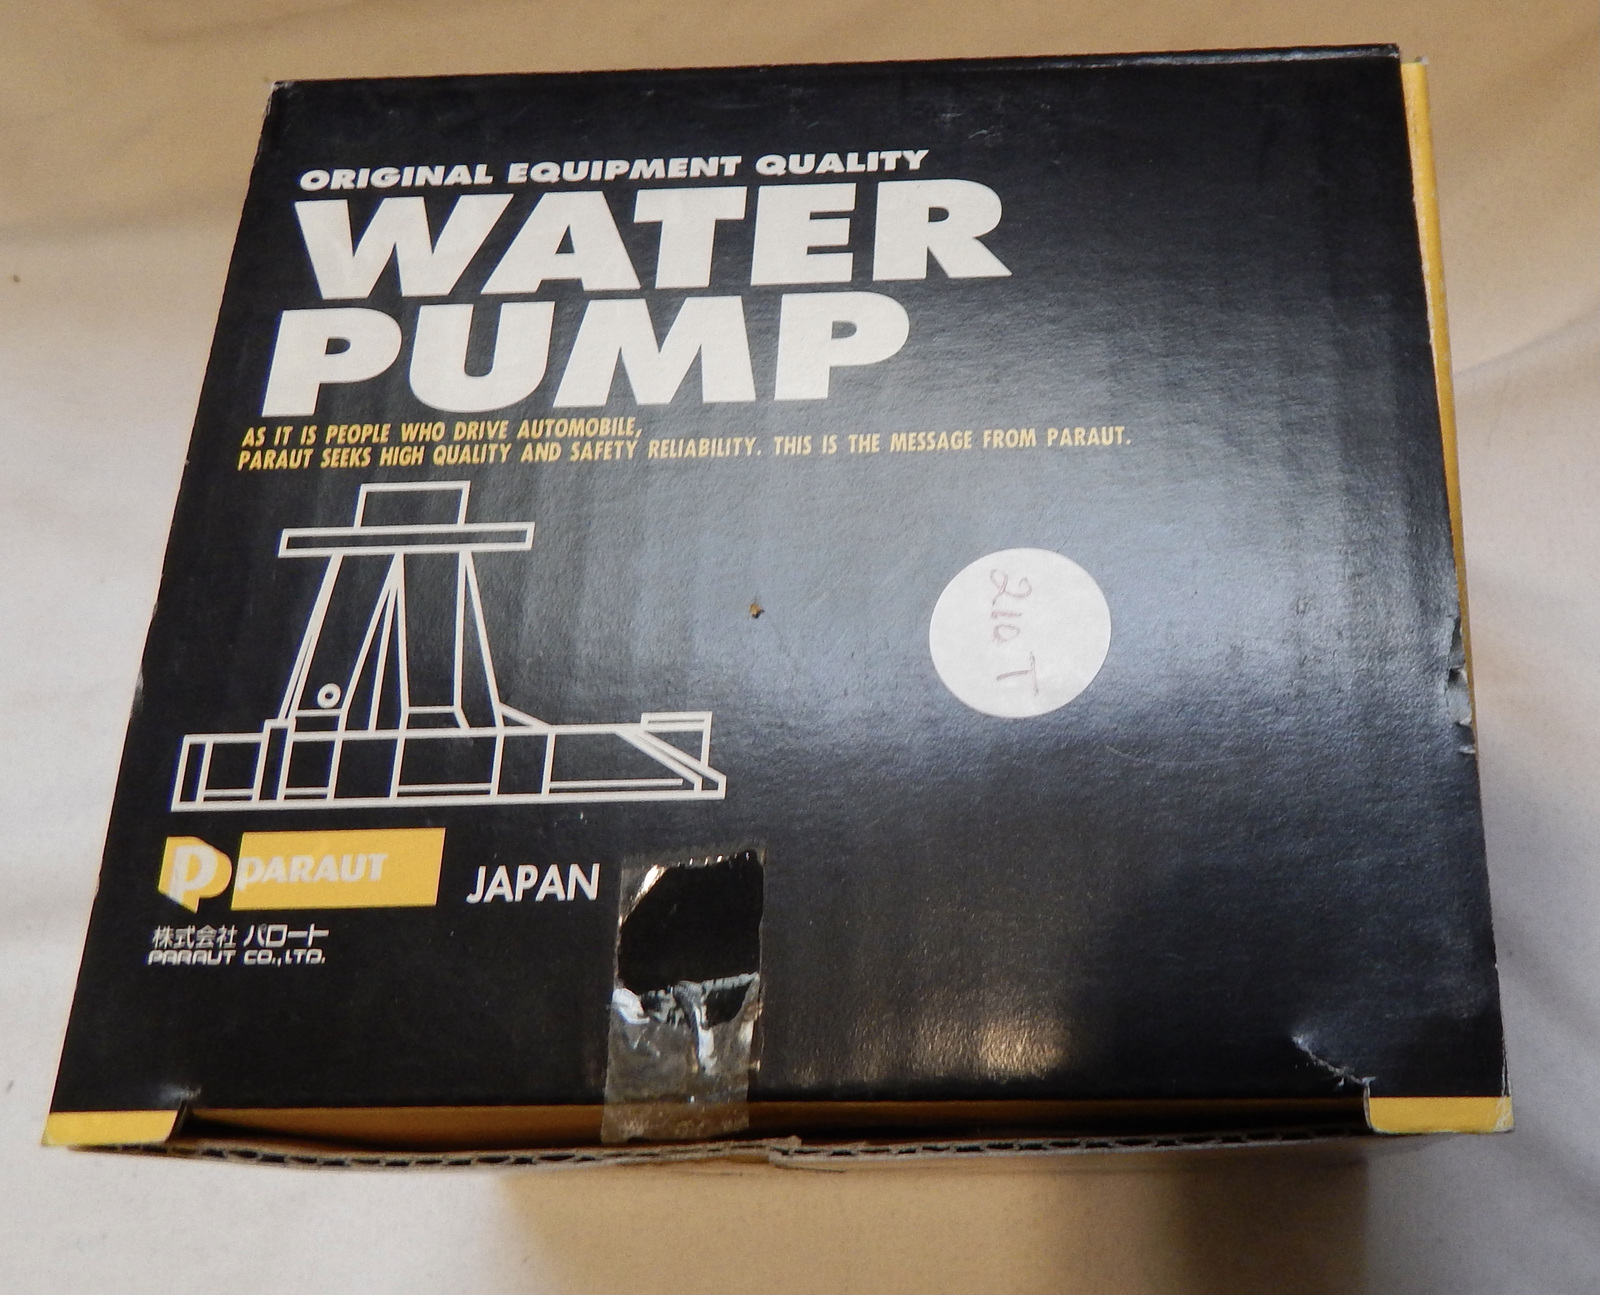 ORIGINAL EQUIPMENT QUALITY
WATER
PUMP
AS IT IS PEOPLE WHO DRIVE AUTOMOBILE,
PARAUT SEEKS HIGH QUALITY AND SAFETY RELIABILITY. THIS IS THE MESSAGE FROM PARAUT.
210T
P PARAUT JAPAN
株式会社 パロート
PARAUT CO.,LTD.